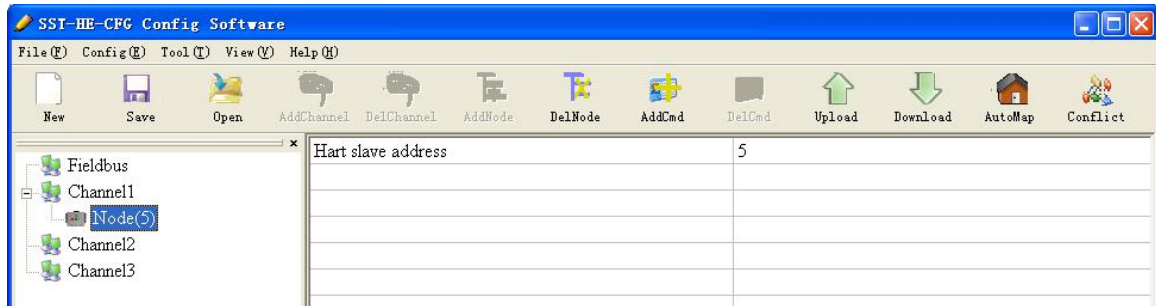 SST-HE-CFG Config Software
File(F) Config(E) Tool(T) View(V) Help(H)
New Save Open AddChannel DelChannel AddNode DelNode AddCmd DelCmd Upload Download AutoMap Conflict
Hart slave address 5
Fieldbus
Channel1
Node(5)
Channel2
Channel3